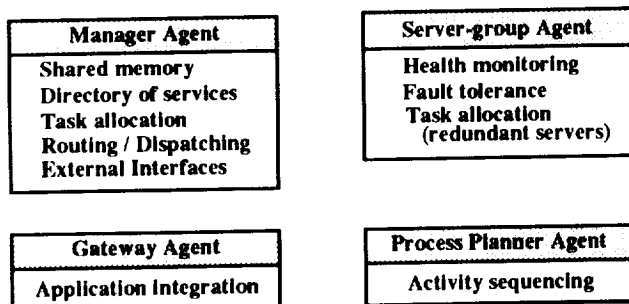 Manager Agent
Shared memory
Directory of services
Task allocation
Routing / Dispatching
External Interfaces
Server-group Agent
Health monitoring
Fault tolerance
Task allocation
(redundant servers)
Gateway Agent
Application integration
Process Planner Agent
Activity sequencing